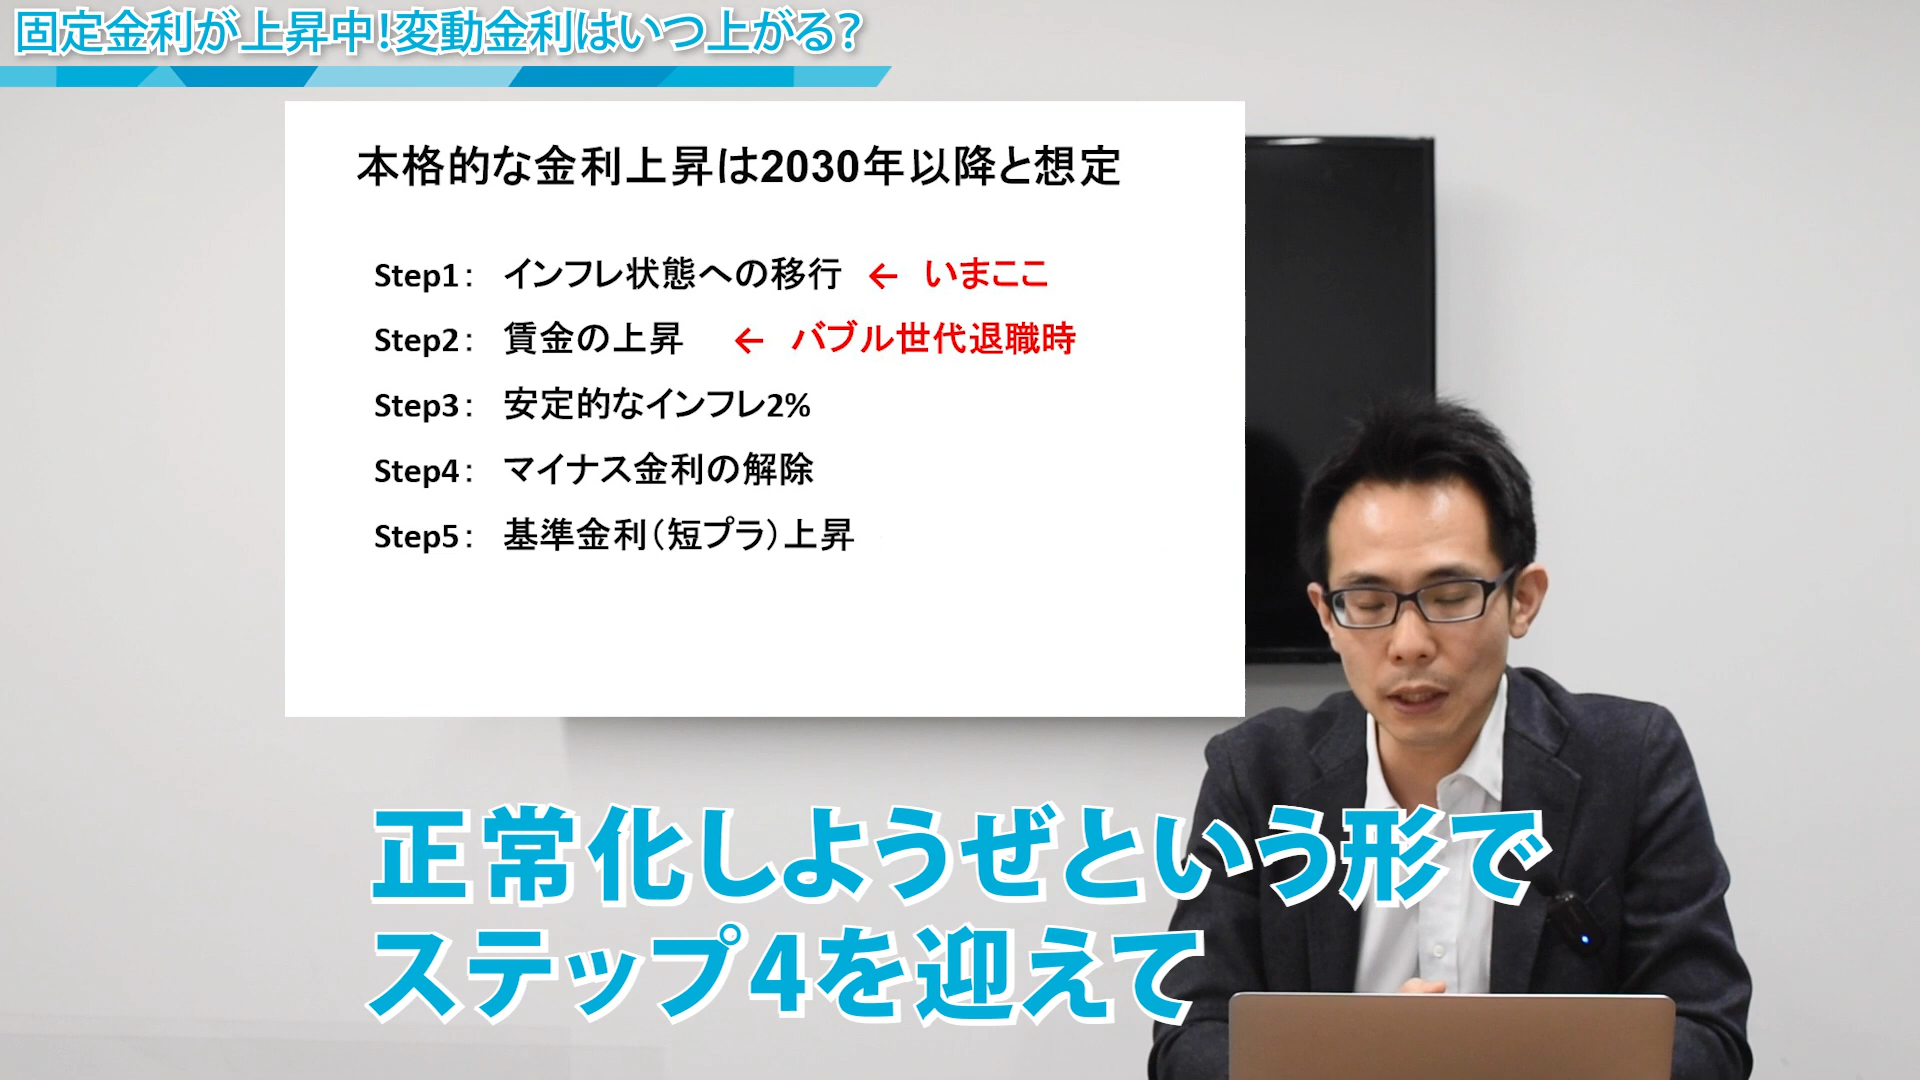 固定金利が上昇中!変動金利はいつ上がる?
本格的な金利上昇は2030年以降と想定
Step1： インフレ状態への移行 ← いまここ
Step2： 賃金の上昇 ← バブル世代退職時
Step3： 安定的なインフレ2%
Step4： マイナス金利の解除
Step5： 基準金利（短プラ）上昇
正常化しようぜという形で
ステップ4を迎えて